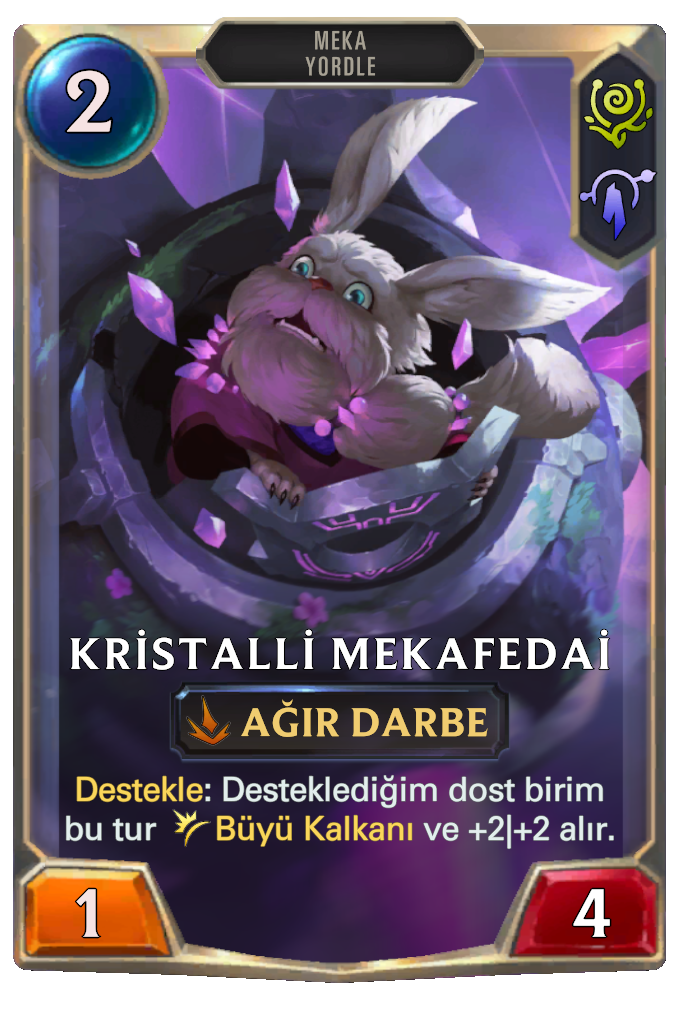 2
MEKA
YORDLE
KRİSTALLİ MEKAFEDAİ
AĞIR DARBE
Destekle: Desteklediğim dost birim
bu tur Büyü Kalkanı ve +2|+2 alır.
1
4